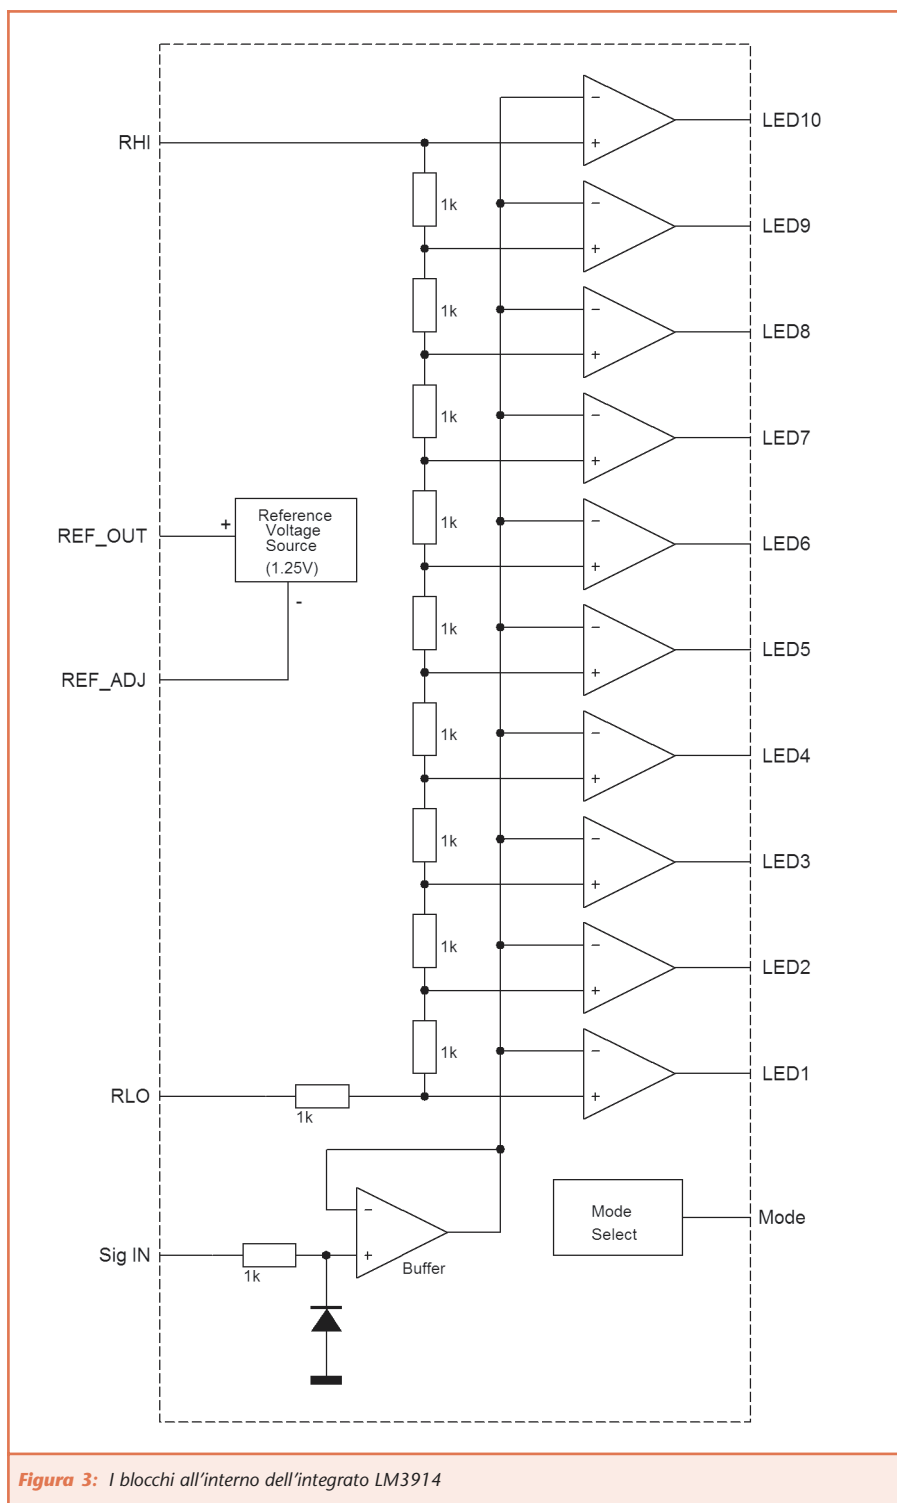 LED10
RHI
1k
LED9
1k
LED8
1k
LED7
REF_OUT
+
Reference
Voltage
Source
(1.25V)
-
1k
LED6
1k
LED5
REF_ADJ
1k
LED4
1k
LED3
1k
LED2
1k
LED1
RLO
1k
Mode
Select
Mode
Sig IN
1k
Buffer
− +
− +
− +
− +
− +
− +
− +
− +
− +
− +
− +
Figura 3: I blocchi all'interno dell'integrato LM3914